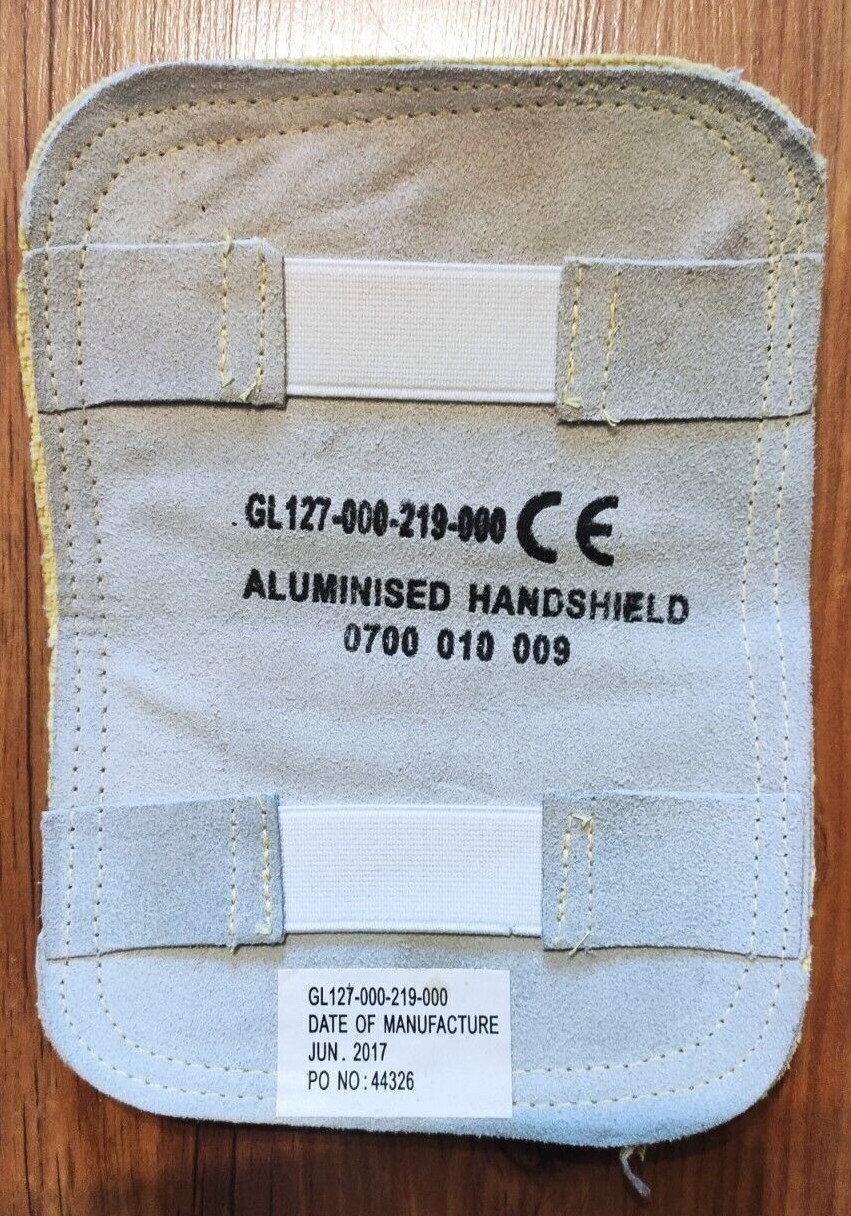 GL127-000-219-000 CE
ALUMINISED HANDSHIELD
0700 010 009
GL127-000-219-000
DATE OF MANUFACTURE
JUN. 2017
PO NO: 44326